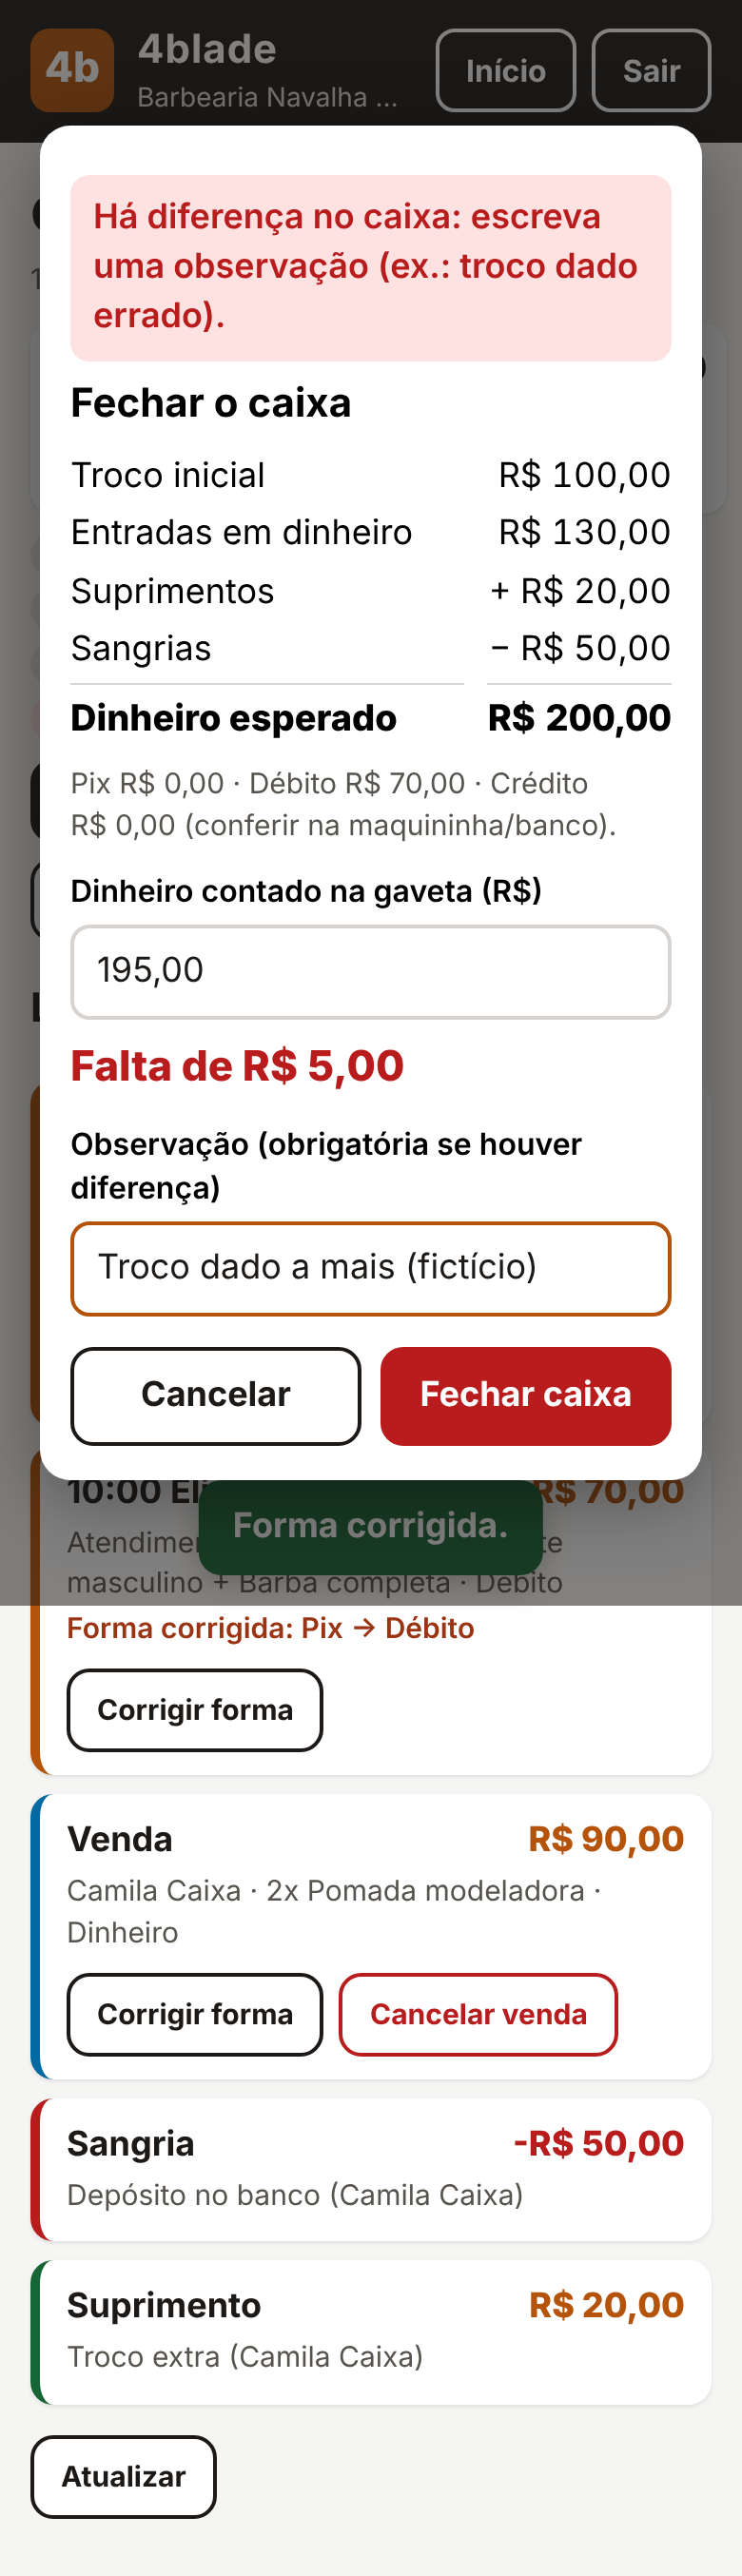 4b
4blade
Barbearia Navalha ...
Início
Sair
Há diferença no caixa: escreva
uma observação (ex.: troco dado
errado).
Fechar o caixa
Troco inicial R$ 100,00
Entradas em dinheiro R$ 130,00
Suprimentos + R$ 20,00
Sangrias − R$ 50,00
Dinheiro esperado R$ 200,00
Pix R$ 0,00 · Débito R$ 70,00 · Crédito
R$ 0,00 (conferir na maquininha/banco).
Dinheiro contado na gaveta (R$)
195,00
Falta de R$ 5,00
Observação (obrigatória se houver
diferença)
Troco dado a mais (fictício)
Cancelar
Fechar caixa
10:00 R$ 70,00
Forma corrigida.
masculino + Barba completa · Débito
Forma corrigida: Pix → Débito
Corrigir forma
Venda R$ 90,00
Camila Caixa · 2x Pomada modeladora ·
Dinheiro
Corrigir forma
Cancelar venda
Sangria -R$ 50,00
Depósito no banco (Camila Caixa)
Suprimento R$ 20,00
Troco extra (Camila Caixa)
Atualizar